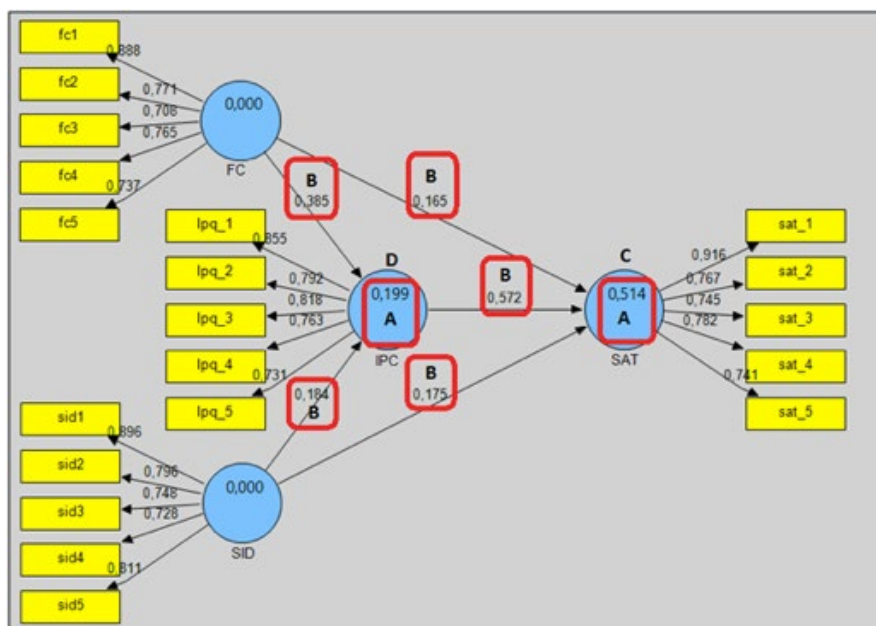 fc1
0,888
fc2
0,771
0,708
fc3
0,765
fc4
0,737
fc5
0,000
FC
B
0,385
B
0,165
lpq_1
0,855
lpq_2
0,792
0,818
lpq_3
0,763
lpq_4
0,731
lpq_5
D
0,199
A
IPC
B
0,572
C
0,514
A
SAT
sat_1
0,916
sat_2
0,767
0,745
sat_3
0,782
sat_4
0,741
sat_5
0,184
B
B
0,175
sid1
0,896
sid2
0,796
0,748
sid3
0,728
sid4
0,811
sid5
0,000
SID